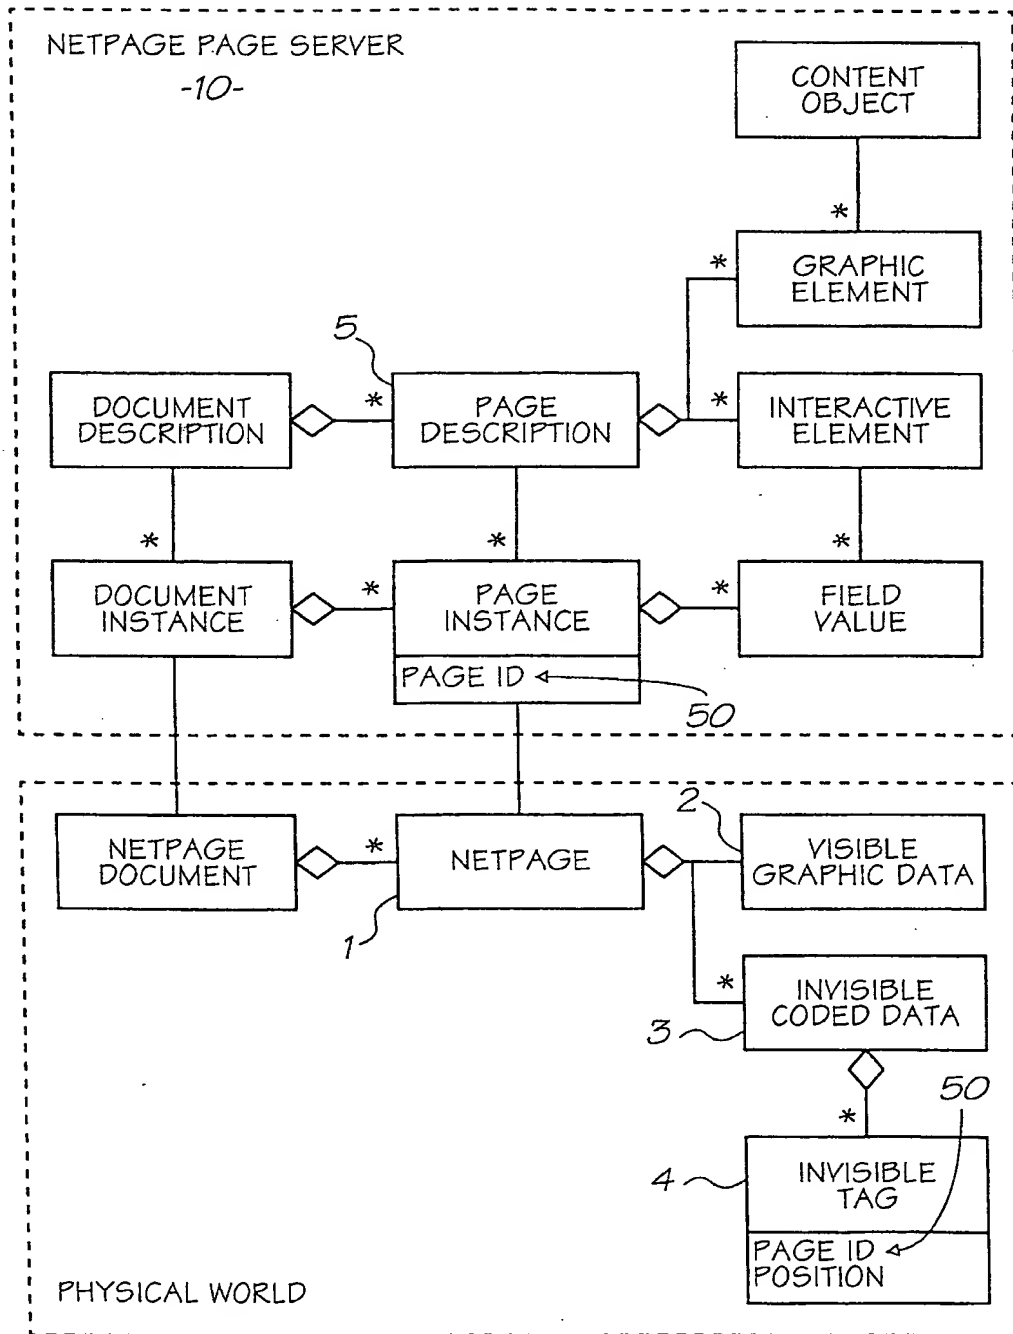 NETPAGE PAGE SERVER
-10-
CONTENT
OBJECT
*
GRAPHIC
ELEMENT
*
5
DOCUMENT
DESCRIPTION
*
PAGE
DESCRIPTION
*
INTERACTIVE
ELEMENT
*
*
*
DOCUMENT
INSTANCE
*
PAGE
INSTANCE
*
FIELD
VALUE
PAGE ID
50
NETPAGE
DOCUMENT
*
NETPAGE
1
2
VISIBLE
GRAPHIC DATA
*
INVISIBLE
CODED DATA
3
*
50
4
INVISIBLE
TAG
PAGE ID
POSITION
PHYSICAL WORLD